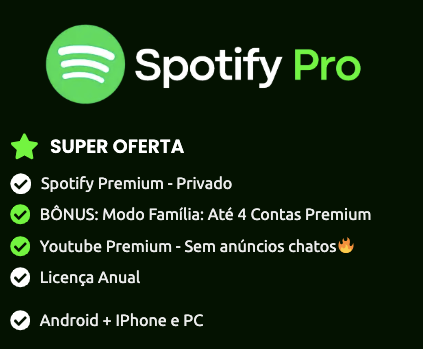 Spotify Pro
SUPER OFERTA
Spotify Premium - Privado
BÔNUS: Modo Família: Até 4 Contas Premium
Youtube Premium - Sem anúncios chatos🔥
Licença Anual
Android + IPhone e PC